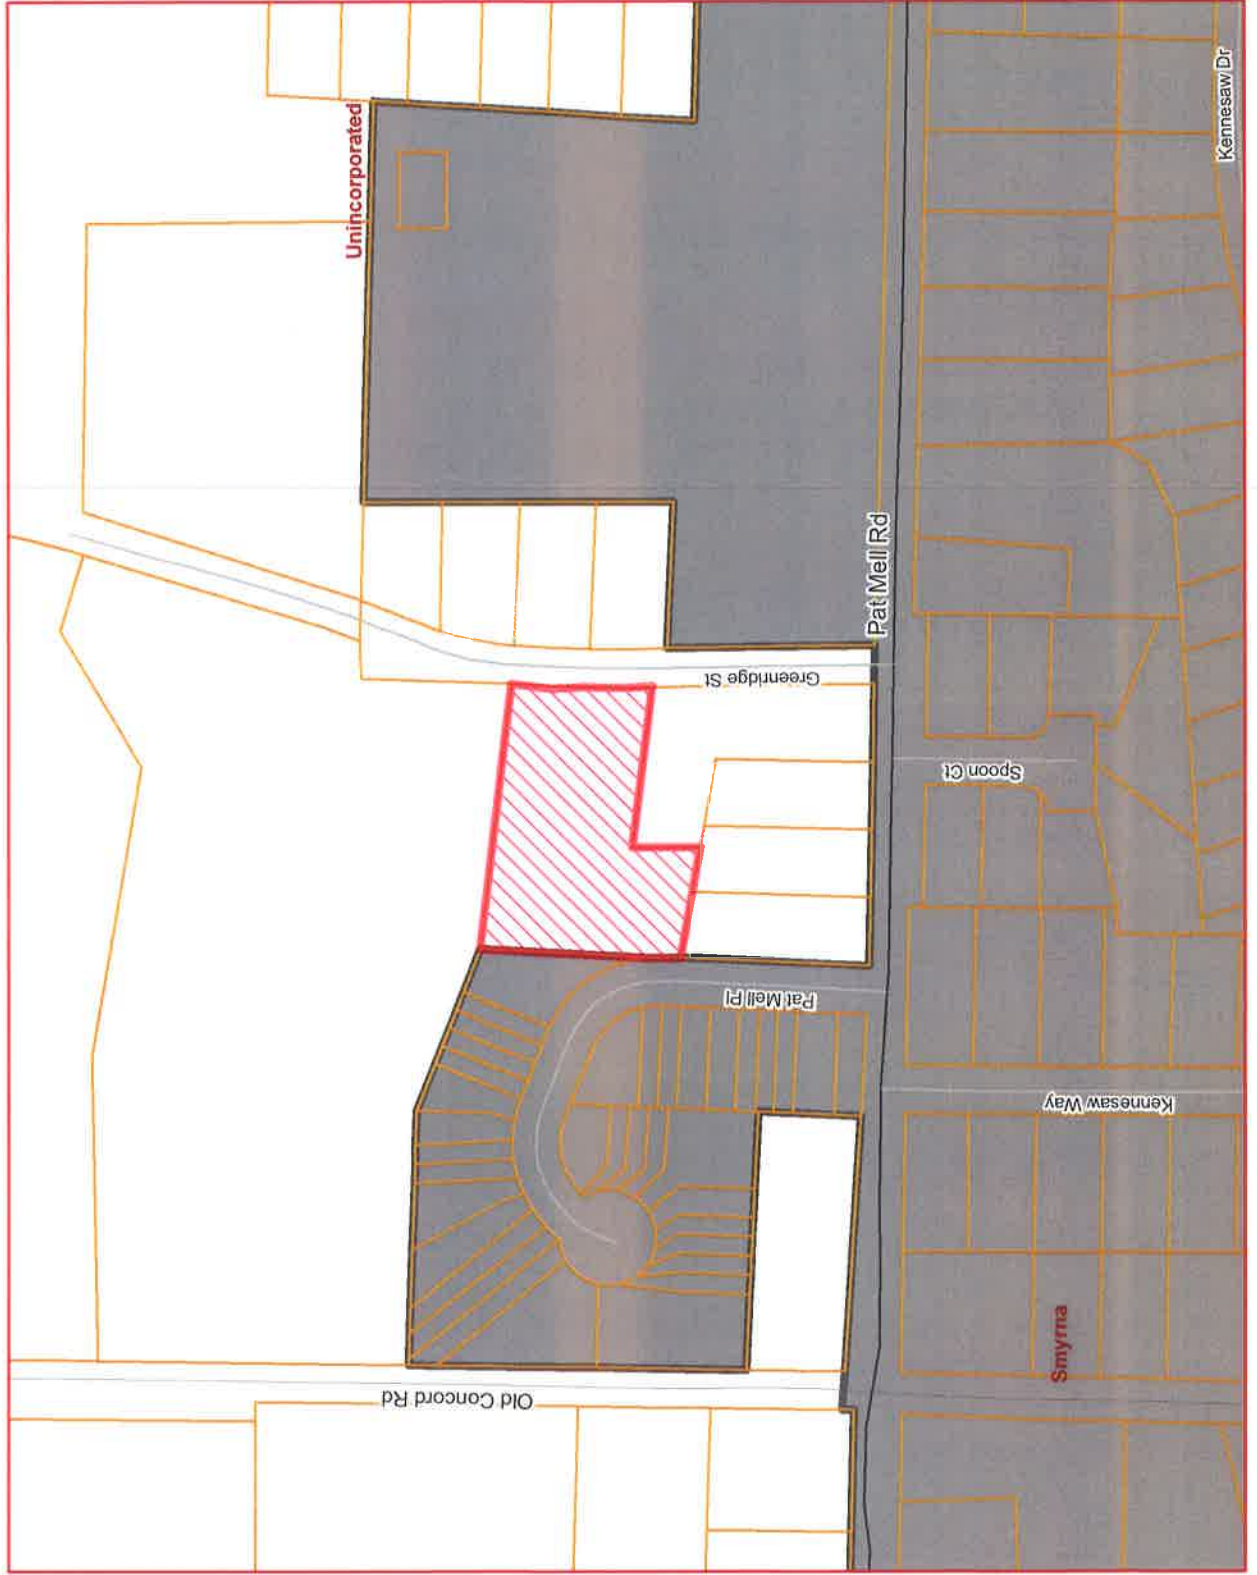 Kennesaw Dr
Unincorporated
Pat Mell Rd
Greenridge St
Spoon Ct
Pat Mell Pl
Kennesaw Way
Smyrna
Old Concord Rd